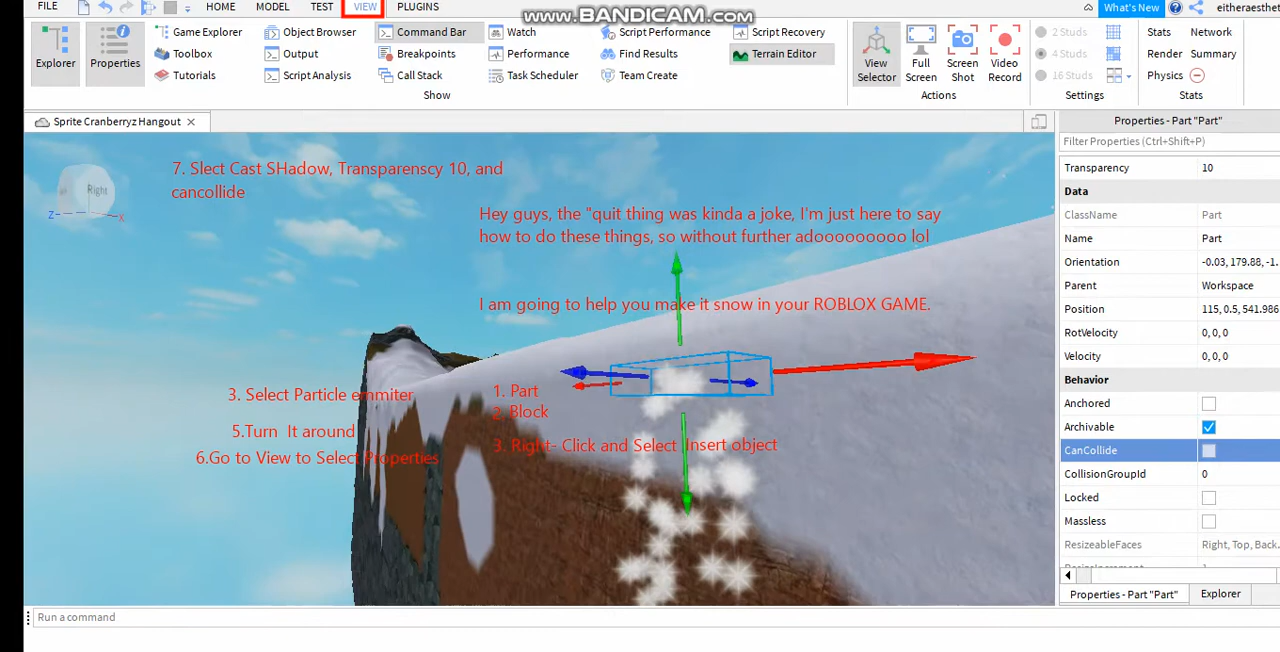 FILE HOME MODEL TEST VIEW PLUGINS
www.BANDICAM.com
What's New
eitheraesthet
Explorer
Properties
Game Explorer
Toolbox
Tutorials
Object Browser
Output
Script Analysis
Command Bar
Breakpoints
Call Stack
Watch
Performance
Task Scheduler
Script Performance
Find Results
Team Create
Script Recovery
Terrain Editor
Show
View Selector
Full Screen
Screen Shot
Video Record
Actions
2 Studs
4 Studs
16 Studs
Settings
Stats Network
Render Summary
Physics
Stats
Sprite Cranberryz Hangout
Right
Z
X
7. Slect Cast SHadow, Transparenscy 10, and
cancollide
Hey guys, the "quit thing was kinda a joke, I'm just here to say
how to do these things, so without further adooooooooo lol
I am going to help you make it snow in your ROBLOX GAME.
3. Select Particle emmiter
1. Part
2. Block
5.Turn It around
3. Right- Click and Select Insert object
6.Go to View to Select Properties
Properties - Part "Part"
Filter Properties (Ctrl+Shift+P)
Transparency 10
Data
ClassName Part
Name Part
Orientation -0.03, 179.88, -1.
Parent Workspace
Position 115, 0.5, 541.986
RotVelocity 0, 0, 0
Velocity 0, 0, 0
Behavior
Anchored
Archivable
CanCollide
CollisionGroupId 0
Locked
Massless
ResizeableFaces Right, Top, Back.
Properties - Part "Part"
Explorer
Run a command